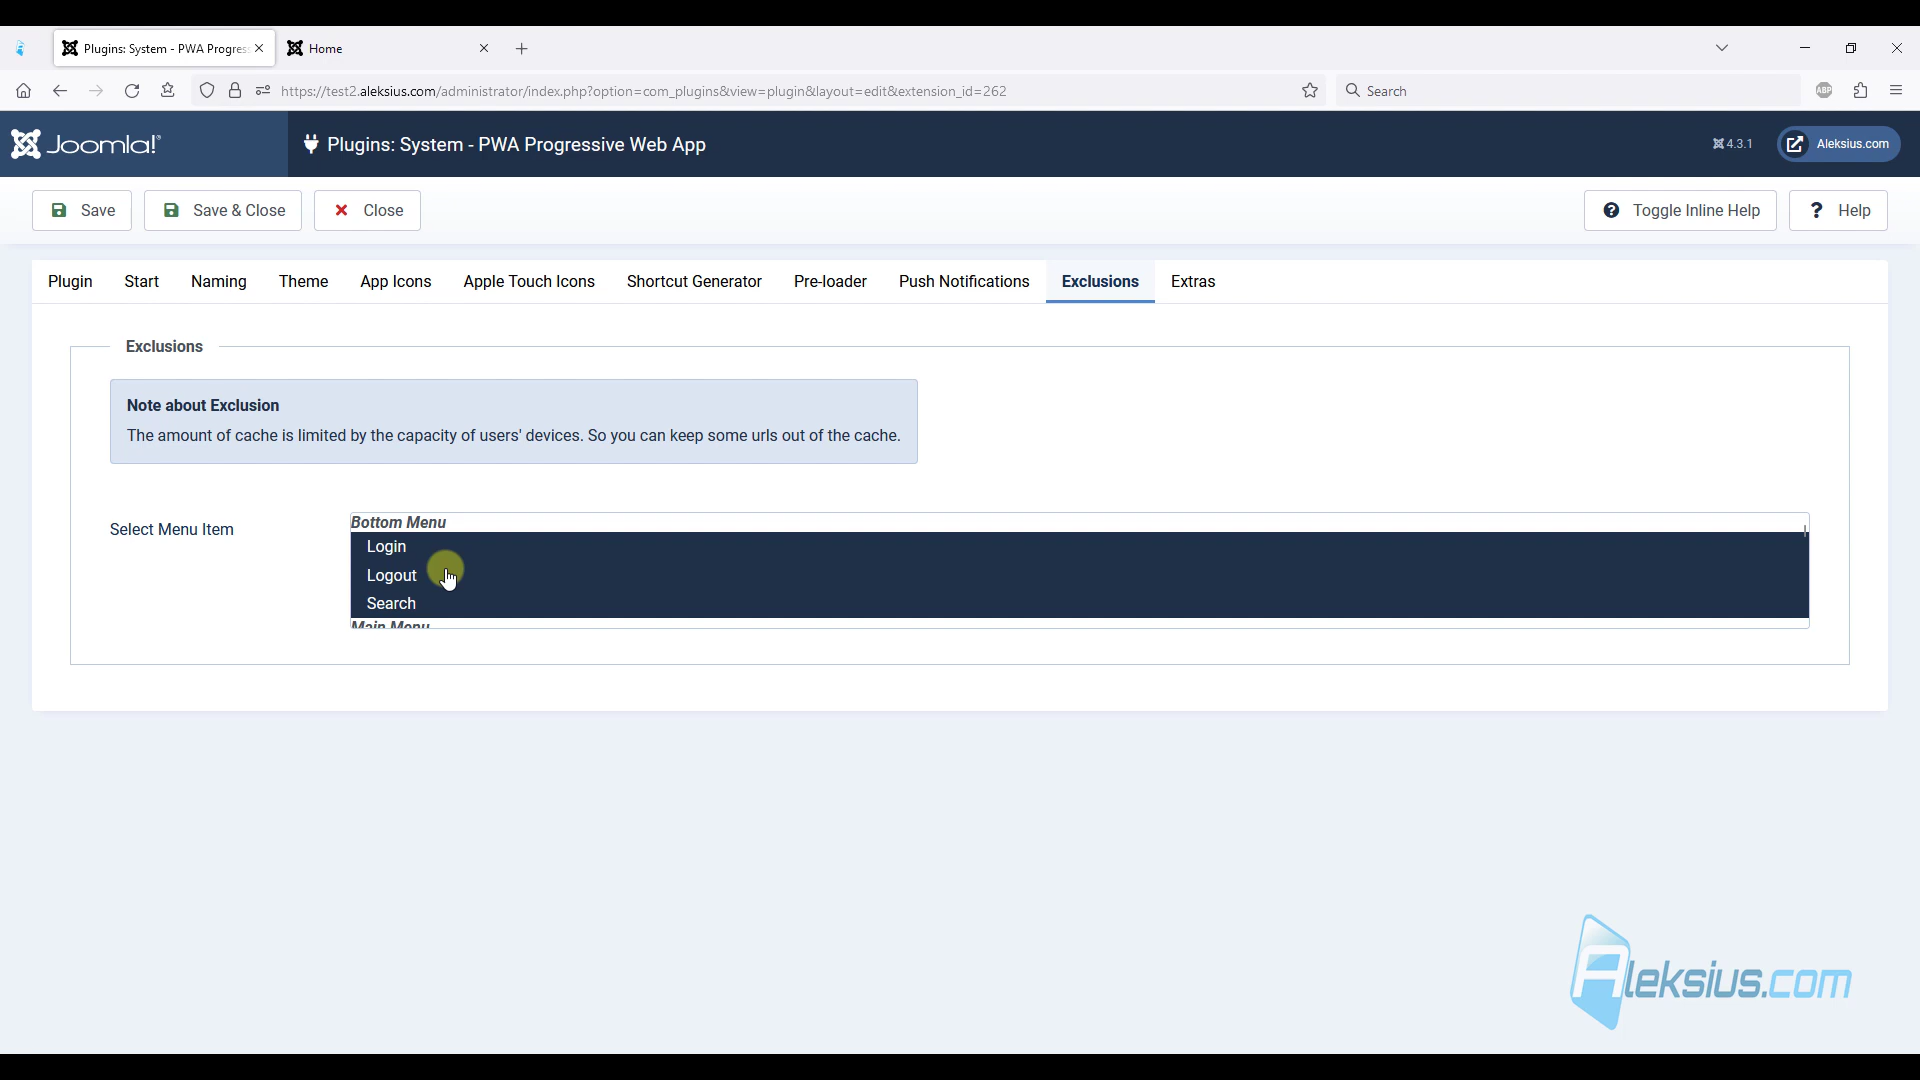 Plugins: System - PWA Progres
Home
https://test2.aleksius.com/administrator/index.php?option=com_plugins&view=plugin&layout=edit&extension_id=262
Search
ABP
Joomla!®
Plugins: System - PWA Progressive Web App
4.3.1
Aleksius.com
Save
Save & Close
Close
Toggle Inline Help
Help
Plugin Start Naming Theme App Icons Apple Touch Icons Shortcut Generator Pre-loader Push Notifications Exclusions Extras
Exclusions
Note about Exclusion
The amount of cache is limited by the capacity of users' devices. So you can keep some urls out of the cache.
Select Menu Item
Bottom Menu
Login
Logout
Search
Main Menu
Aleksius.com